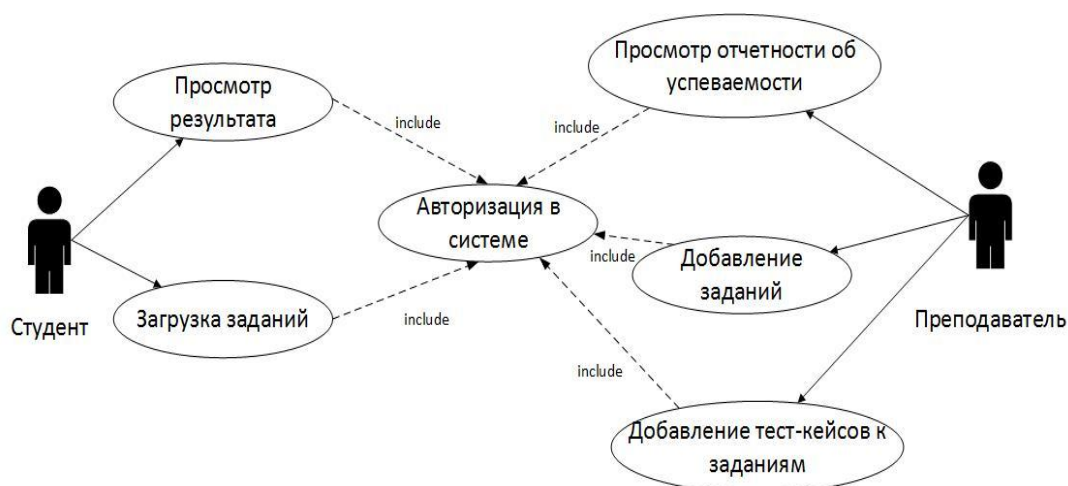 Просмотр отчетности об
успеваемости
Просмотр
результата
include
include
Авторизация в
системе
include
Добавление
заданий
Студент
Загрузка заданий
include
Преподаватель
include
Добавление тест-кейсов к
заданиям